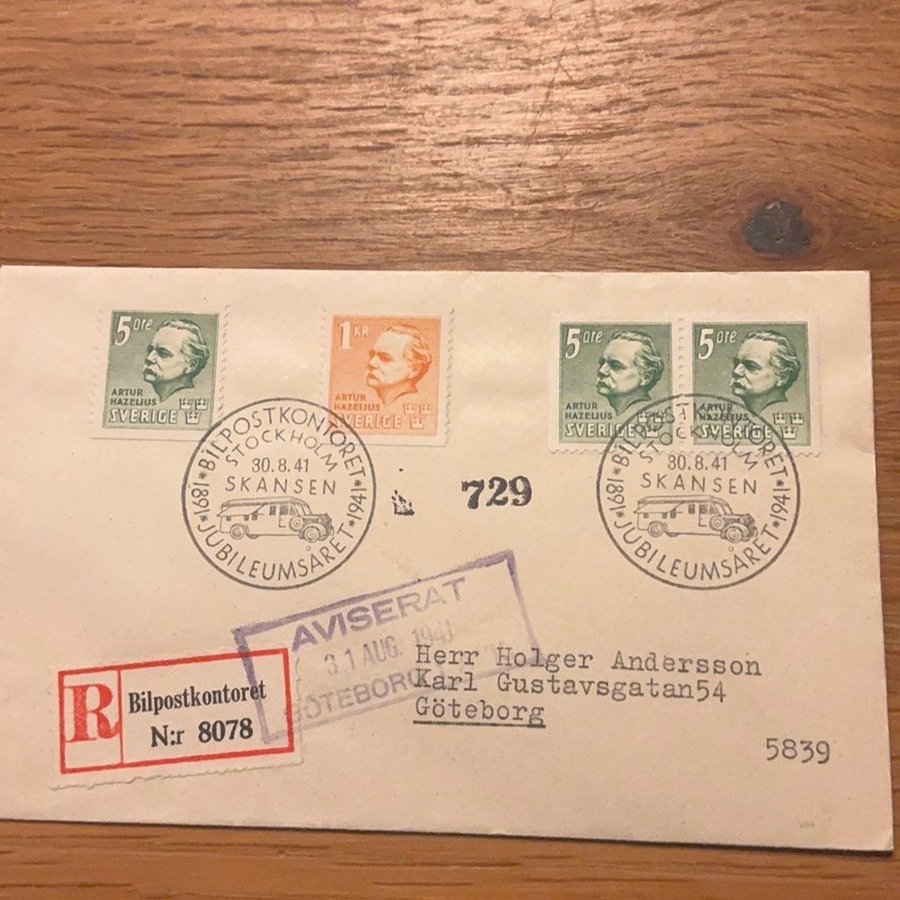 5 öre
ARTUR
HAZELIUS
SVERIGE
1 KR
ARTUR
HAZELIUS
SVERIGE
5 öre
ARTUR
HAZELIUS
SVERIGE
5 öre
ARTUR
HAZELIUS
SVERIGE
*BILPOSTKONTORET*
STOCKHOLM
30.8.41
SKANSEN
1891*JUBILEUMSÅRET*1941
729
*BILPOSTKONTORET*
STOCKHOLM
30.8.41
SKANSEN
1891*JUBILEUMSÅRET*1941
AVISERAT
31 AUG. 1941
GÖTEBORG
R Bilpostkontoret
N:r 8078
Herr Holger Andersson
Karl Gustavsgatan54
Göteborg
5839